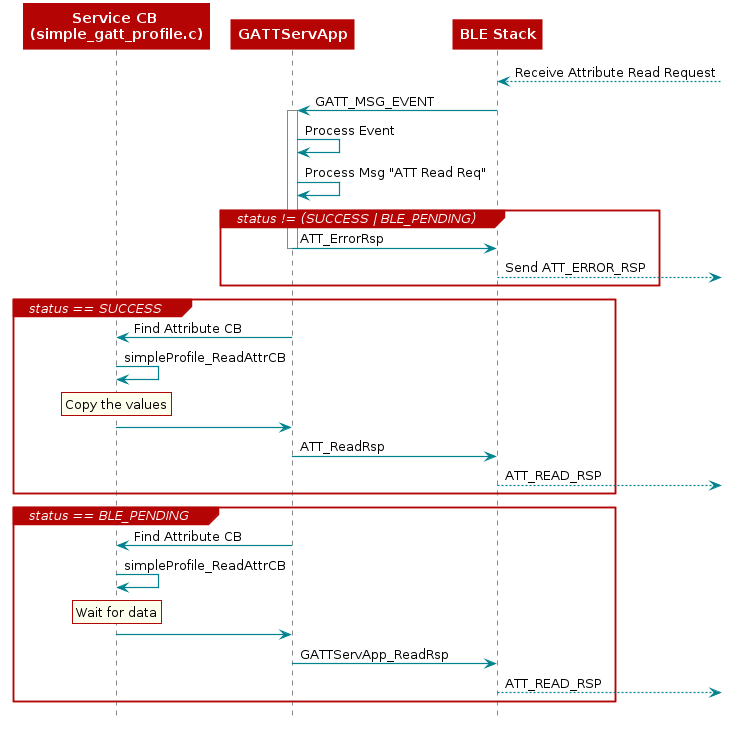 Service CB
(simple_gatt_profile.c)
GATTServApp
BLE Stack
Receive Attribute Read Request
GATT_MSG_EVENT
Process Event
Process Msg "ATT Read Req"
status != (SUCCESS | BLE_PENDING)
ATT_ErrorRsp
Send ATT_ERROR_RSP
status == SUCCESS
Find Attribute CB
simpleProfile_ReadAttrCB
Copy the values
ATT_ReadRsp
ATT_READ_RSP
status == BLE_PENDING
Find Attribute CB
simpleProfile_ReadAttrCB
Wait for data
GATTServApp_ReadRsp
ATT_READ_RSP